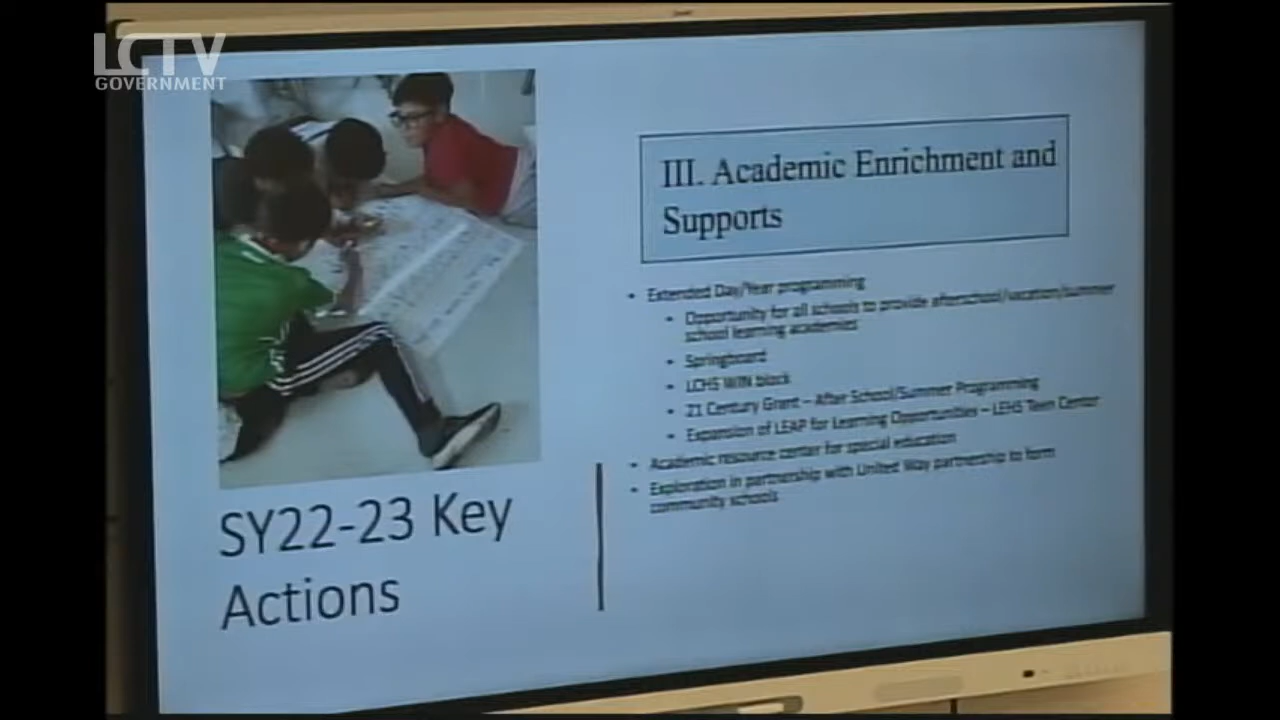 LCTV
GOVERNMENT
III. Academic Enrichment and
Supports
• Extended Day/Year programming
• Opportunity for all schools to provide afterschool/vacation/summer
school learning academies
• Springboard
• LCHS WIN block
• 21 Century Grant – After School/Summer Programming
• Expansion of LEAP for Learning Opportunities – LEHS Teen Center
• Academic resource center for special education
• Exploration in partnership with United Way partnership to form
community schools
SY22-23 Key
Actions